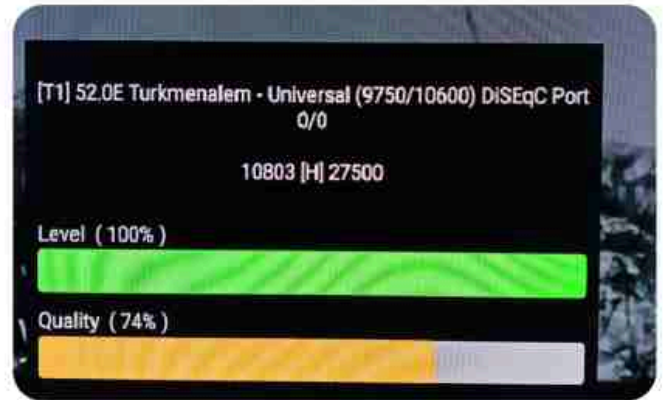 [T1] 52.0E Turkmenalem - Universal (9750/10600) DiSEqC Port
0/0
10803 [H] 27500
Level ( 100% )
Quality ( 74% )